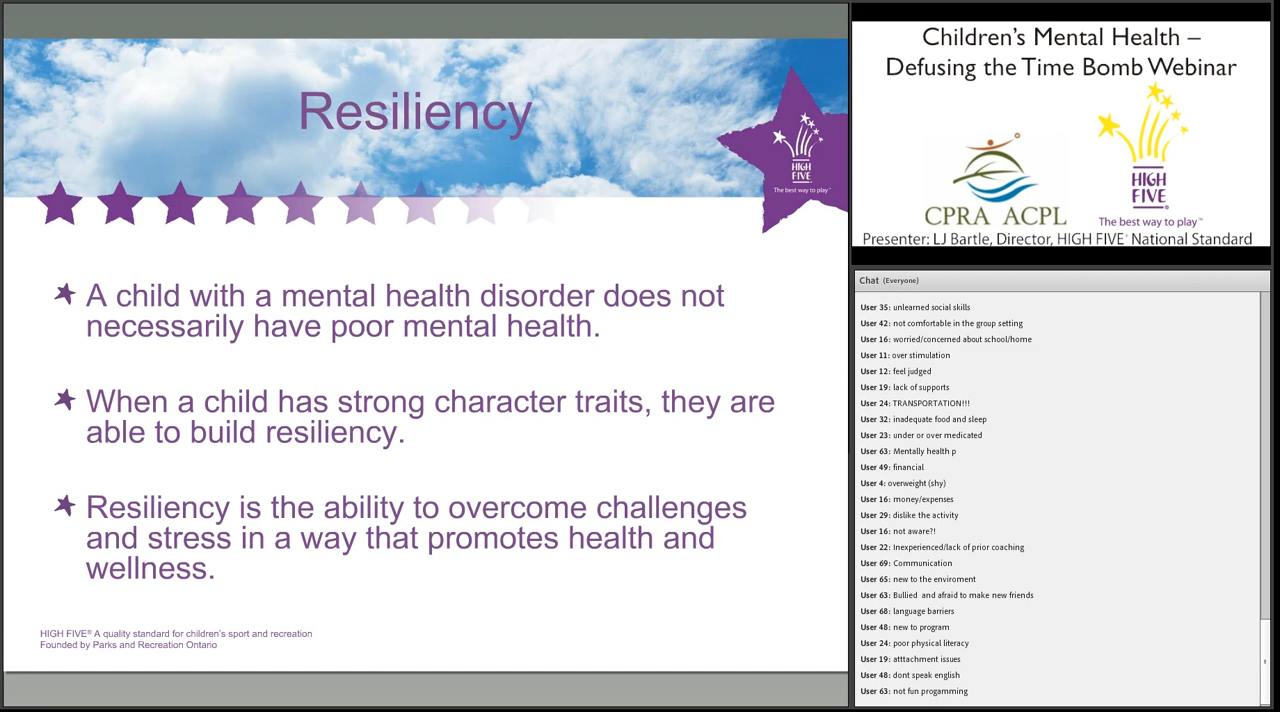 Resiliency
HIGH
FIVE
The best way to play™
A child with a mental health disorder does not
necessarily have poor mental health.
When a child has strong character traits, they are
able to build resiliency.
Resiliency is the ability to overcome challenges
and stress in a way that promotes health and
wellness.
HIGH FIVE® A quality standard for children's sport and recreation
Founded by Parks and Recreation Ontario
Children's Mental Health –
Defusing the Time Bomb Webinar
CPRA ACPL
HIGH
FIVE®
The best way to play™
Presenter: LJ Bartle, Director, HIGH FIVE® National Standard
Chat (Everyone)
User 35: unlearned social skills
User 42: not comfortable in the group setting
User 16: worried/concerned about school/home
User 11: over stimulation
User 12: feel judged
User 19: lack of supports
User 24: TRANSPORTATION!!!
User 32: inadequate food and sleep
User 23: under or over medicated
User 63: Mentally health p
User 49: financial
User 4: overweight (shy)
User 16: money/expenses
User 29: dislike the activity
User 16: not aware?!
User 22: Inexperienced/lack of prior coaching
User 69: Communication
User 65: new to the enviroment
User 63: Bullied  and afraid to make new friends
User 68: language barriers
User 48: new to program
User 24: poor physical literacy
User 19: atttachment issues
User 48: dont speak english
User 63: not fun progamming